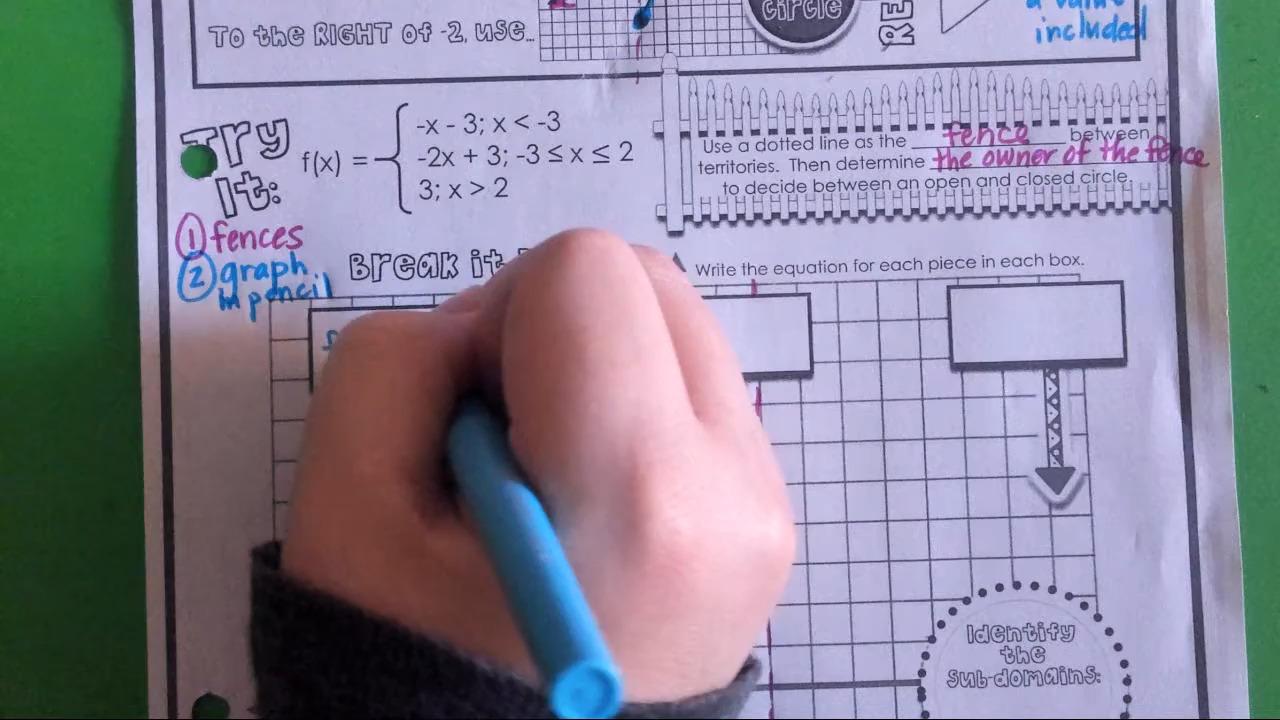 circle
RE
a value
included
To the RIGHT of -2, use...
Try It:
f(x) =
-x - 3; x < -3
-2x + 3; -3 ≤ x ≤ 2
3; x > 2
Use a dotted line as the fence between
territories. Then determine the owner of the fence
to decide between an open and closed circle.
① fences
② graph
in pencil
Break it
Write the equation for each piece in each box.
Identify
the
sub-domains: